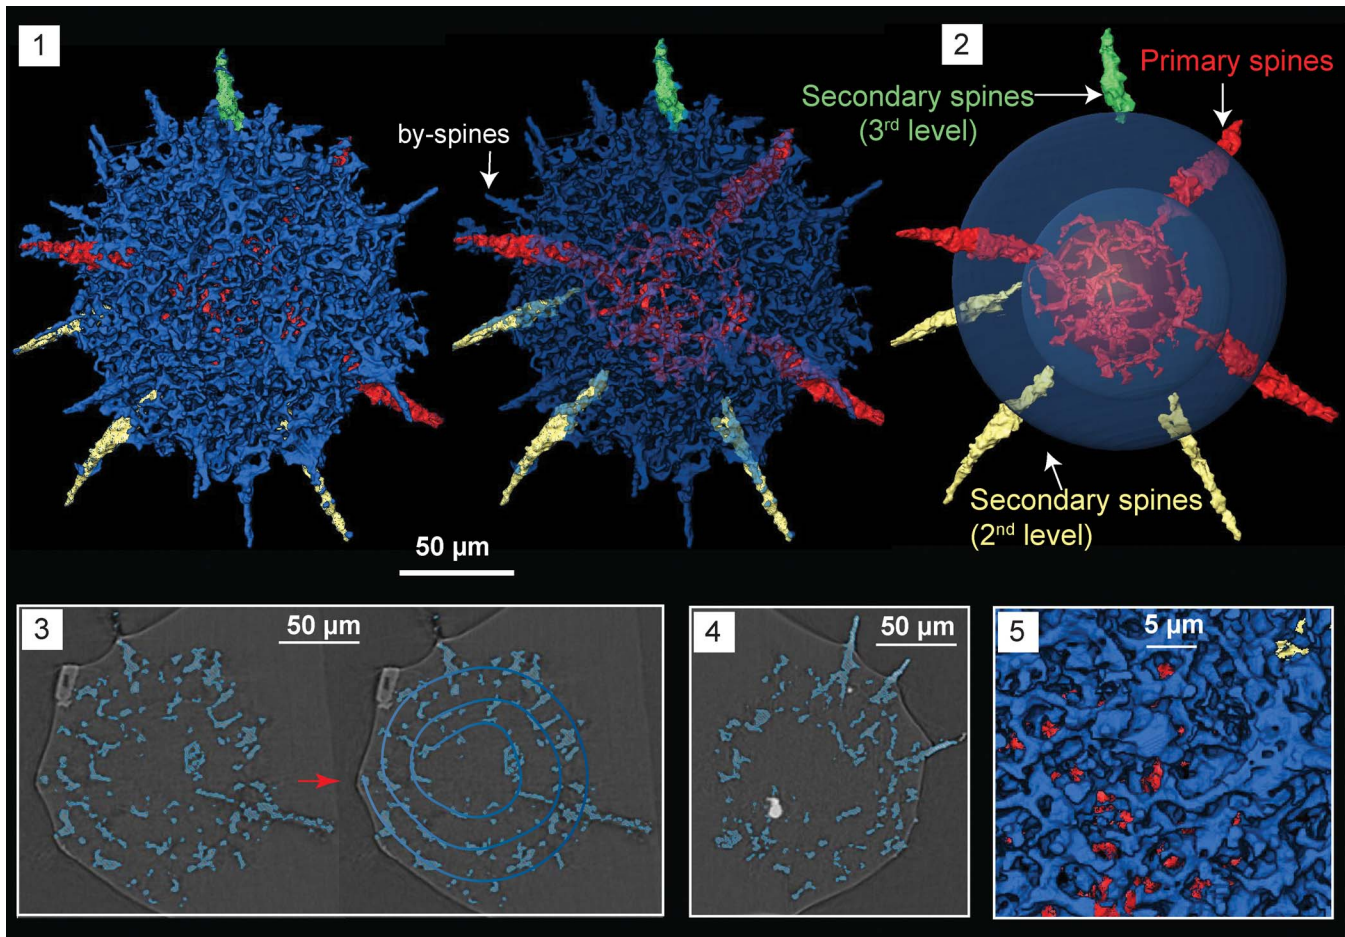 1
2
Primary spines
Secondary spines
(3rd level)
by-spines
Secondary spines
(2nd level)
50 µm
3
50 µm
4
50 µm
5
5 µm